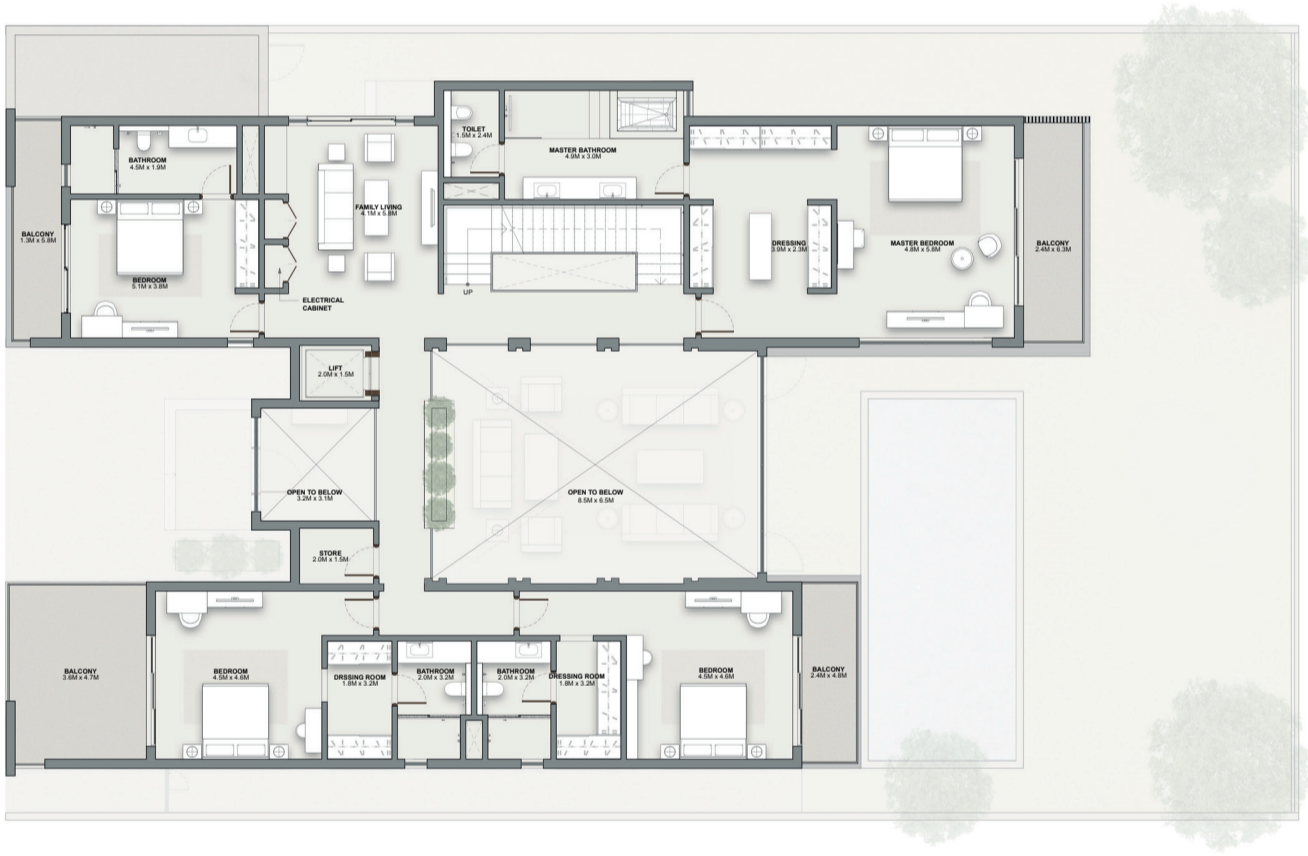 TOILET
1.5M x 2.4M
MASTER BATHROOM
4.9M x 3.0M
BATHROOM
4.5M x 1.9M
FAMILY LIVING
4.1M x 5.8M
BALCONY
1.3M x 5.8M
BEDROOM
5.1M x 3.8M
DRESSING
3.9M x 2.3M
MASTER BEDROOM
4.8M x 5.8M
BALCONY
2.4M x 6.3M
UP
ELECTRICAL
CABINET
LIFT
2.0M x 1.5M
OPEN TO BELOW
3.2M x 3.1M
OPEN TO BELOW
8.5M x 6.5M
STORE
2.0M x 1.5M
BALCONY
3.6M x 4.7M
BEDROOM
4.5M x 4.6M
DRSSING ROOM
1.8M x 3.2M
BATHROOM
2.0M x 3.2M
BATHROOM
2.0M x 3.2M
DRESSING ROOM
1.8M x 3.2M
BEDROOM
4.5M x 4.6M
BALCONY
2.4M x 4.8M